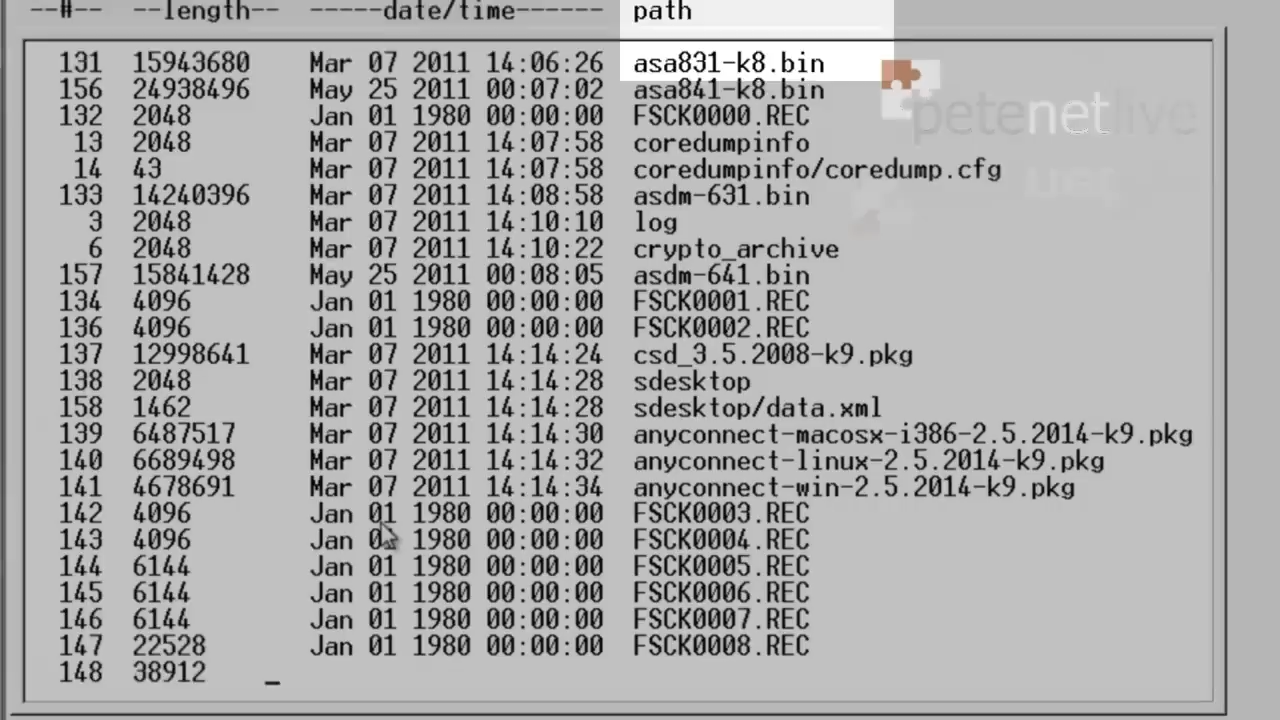 --#-- --length-- -----date/time------ path
131 15943680 Mar 07 2011 14:06:26 asa831-k8.bin
156 24938496 May 25 2011 00:07:02 asa841-k8.bin
132 2048 Jan 01 1980 00:00:00 FSCK0000.REC
13 2048 Mar 07 2011 14:07:58 coredumpinfo
14 43 Mar 07 2011 14:07:58 coredumpinfo/coredump.cfg
133 14240396 Mar 07 2011 14:08:58 asdm-631.bin
3 2048 Mar 07 2011 14:10:10 log
6 2048 Mar 07 2011 14:10:22 crypto_archive
157 15841428 May 25 2011 00:08:05 asdm-641.bin
134 4096 Jan 01 1980 00:00:00 FSCK0001.REC
136 4096 Jan 01 1980 00:00:00 FSCK0002.REC
137 12998641 Mar 07 2011 14:14:24 csd_3.5.2008-k9.pkg
138 2048 Mar 07 2011 14:14:28 sdesktop
158 1462 Mar 07 2011 14:14:28 sdesktop/data.xml
139 6487517 Mar 07 2011 14:14:30 anyconnect-macosx-i386-2.5.2014-k9.pkg
140 6689498 Mar 07 2011 14:14:32 anyconnect-linux-2.5.2014-k9.pkg
141 4678691 Mar 07 2011 14:14:34 anyconnect-win-2.5.2014-k9.pkg
142 4096 Jan 01 1980 00:00:00 FSCK0003.REC
143 4096 Jan 01 1980 00:00:00 FSCK0004.REC
144 6144 Jan 01 1980 00:00:00 FSCK0005.REC
145 6144 Jan 01 1980 00:00:00 FSCK0006.REC
146 6144 Jan 01 1980 00:00:00 FSCK0007.REC
147 22528 Jan 01 1980 00:00:00 FSCK0008.REC
148 38912 _
petenetlive